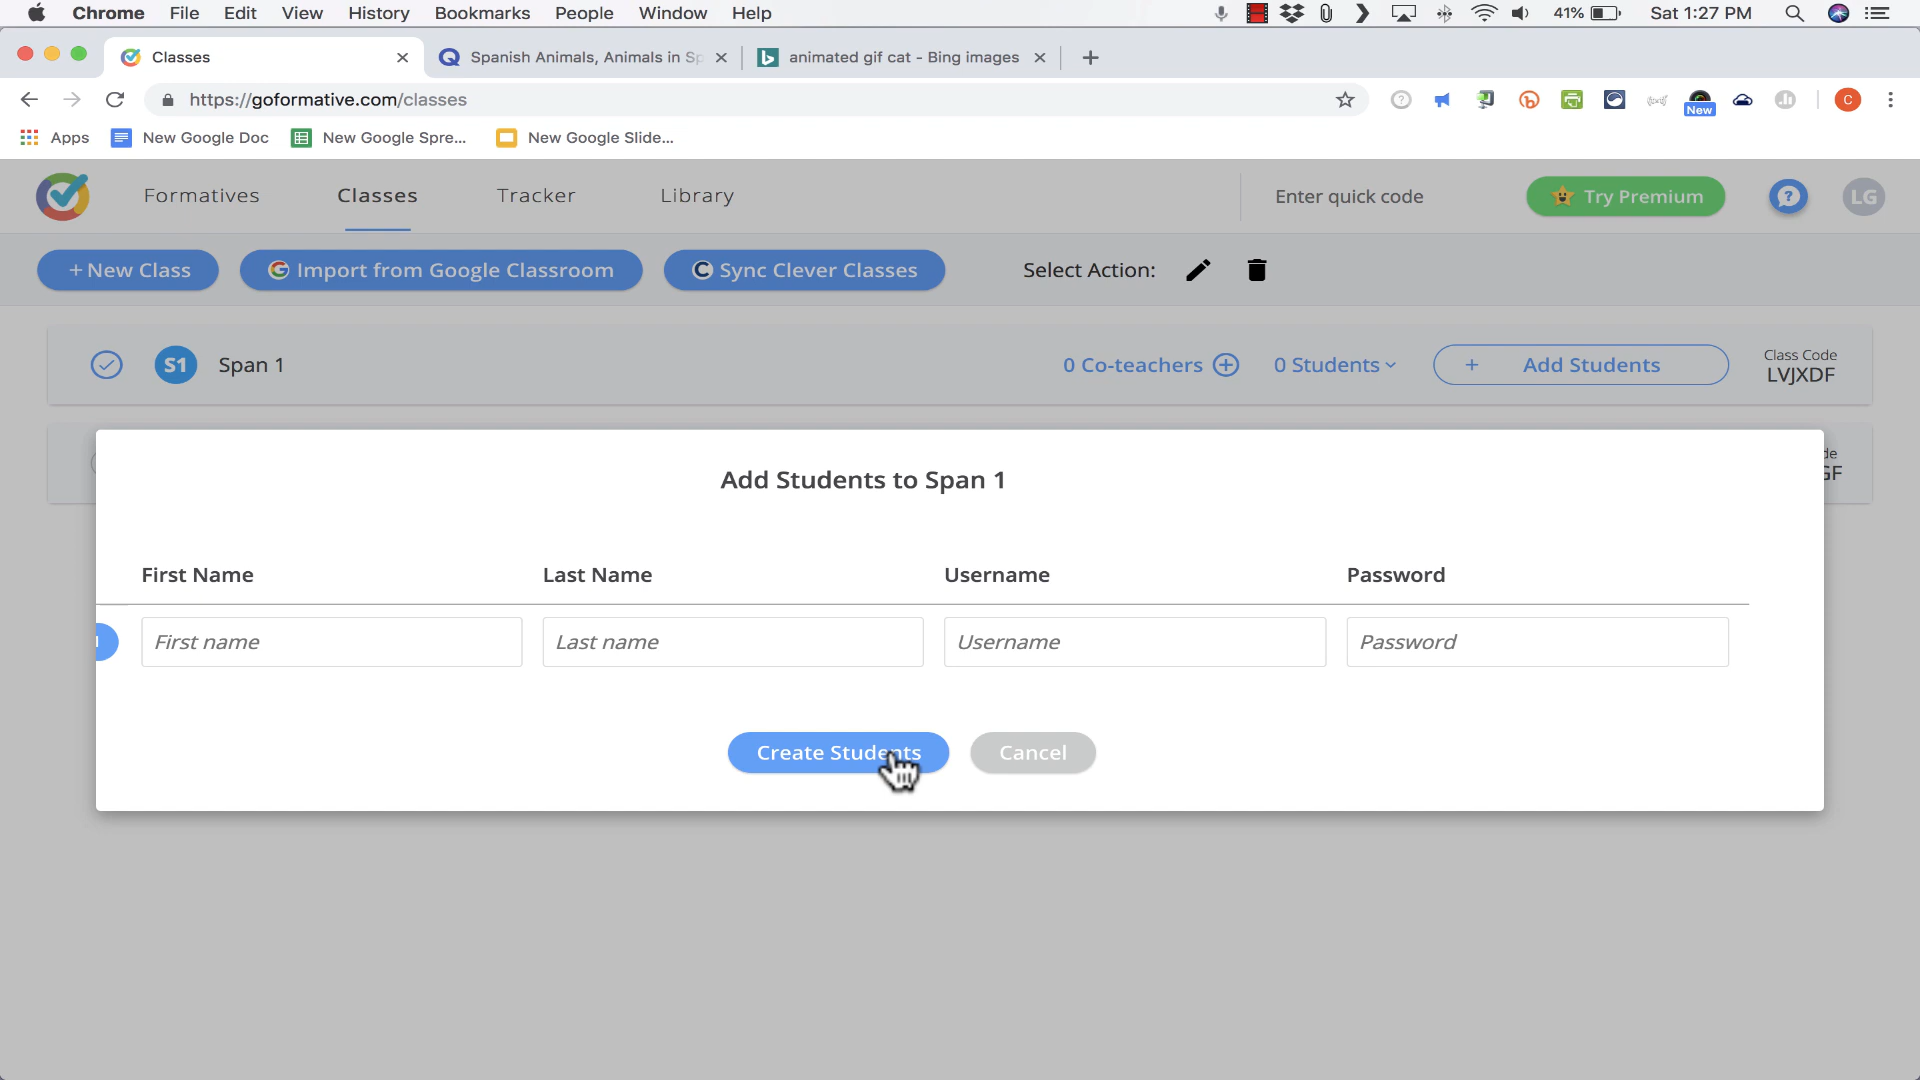 Chrome File Edit View History Bookmarks People Window Help 41% Sat 1:27 PM
Classes Spanish Animals, Animals in Sp animated gif cat - Bing images
https://goformative.com/classes New C
Apps New Google Doc New Google Spre... New Google Slide...
Formatives Classes Tracker Library Enter quick code Try Premium LG
+ New Class Import from Google Classroom Sync Clever Classes Select Action:
S1 Span 1 0 Co-teachers 0 Students + Add Students Class Code
LVJXDF
de
GF
Add Students to Span 1
First Name Last Name Username Password
First name Last name Username Password
Create Students Cancel